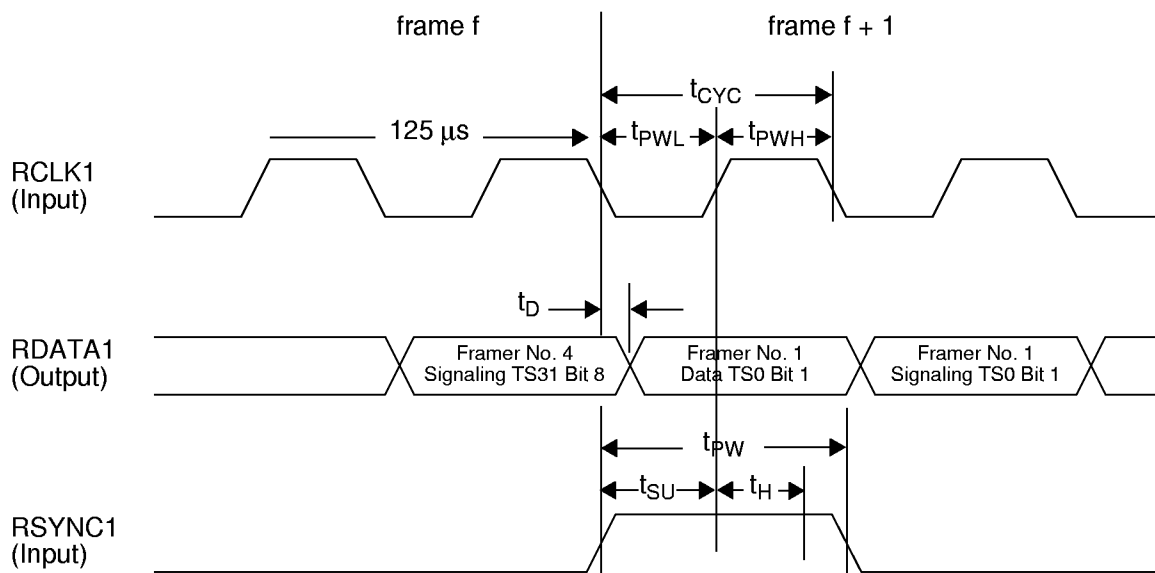 frame f
frame f + 1
tCYC
125 µs
tPWL
tPWH
RCLK1
(Input)
tD
RDATA1
(Output)
Framer No. 4
Signaling TS31 Bit 8
Framer No. 1
Data TS0 Bit 1
Framer No. 1
Signaling TS0 Bit 1
tPW
tSU
tH
RSYNC1
(Input)